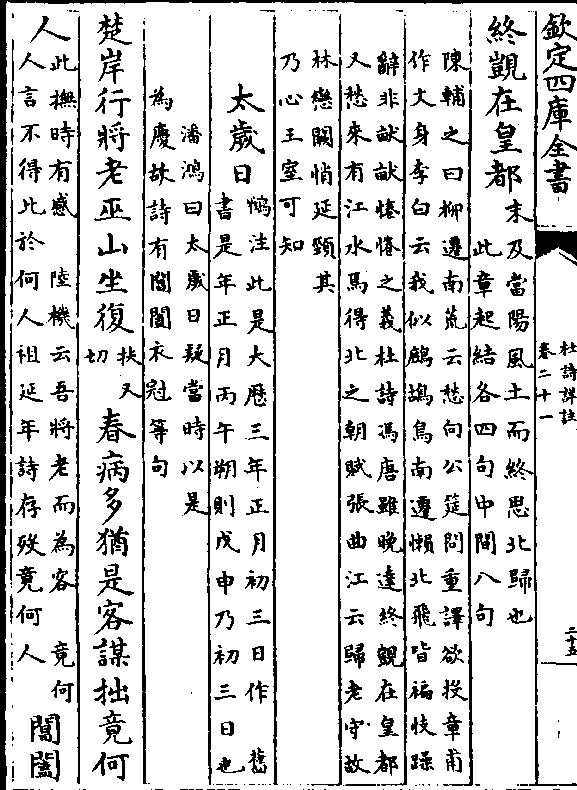 欽定四庫全書
杜詩詳註
卷二十一
二十五
終覲在皇都
末及當陽風土而終思北歸也
此章起結各四句中間八句
陳輔之曰柳遷南荒云愁向公筵問重譯欲投章甫
作文身李白云我似鷓鴣鳥南遷懶北飛皆褊忮躁
辭非畎畝惓惓之義杜詩馮唐雖晚達終覲在皇都
又愁來有江水焉得北之朝賦張曲江云歸老守故
林戀闕悄延頸其
乃心王室可知
太歲日
鶴注此是大歷三年正月初三日作 舊
書是年正月丙午朔則戊申乃初三日也
潘鴻曰太歲日疑當時以是
為慶故詩有閶闔衣冠等句
楚岸行將老巫山坐復
扶又
切
春病多猶是客謀拙竟何
人
此撫時有感 陸機云吾將老而為客 竟何
人言不得比於何人祖延年詩存歿竟何人
閶闔